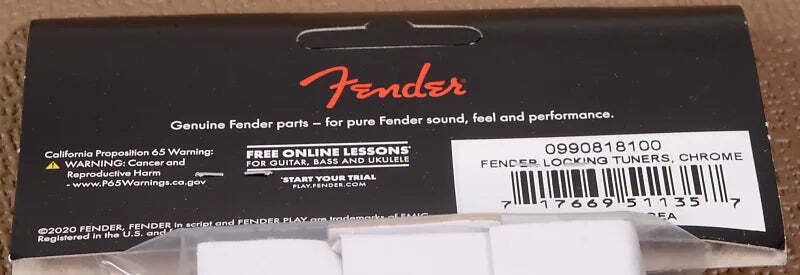 Fender
Genuine Fender parts – for pure Fender sound, feel and performance.
California Proposition 65 Warning:
WARNING: Cancer and
Reproductive Harm
- www.P65Warnings.ca.gov
FREE ONLINE LESSONS*
FOR GUITAR, BASS AND UKULELE
*START YOUR TRIAL
PLAY.FENDER.COM
0990818100
FENDER LOCKING TUNERS, CHROME
7 17669 51135 7
©2020 FENDER, FENDER in script and FENDER PLAY are trademarks of FMIC
Registered in the U.S. and